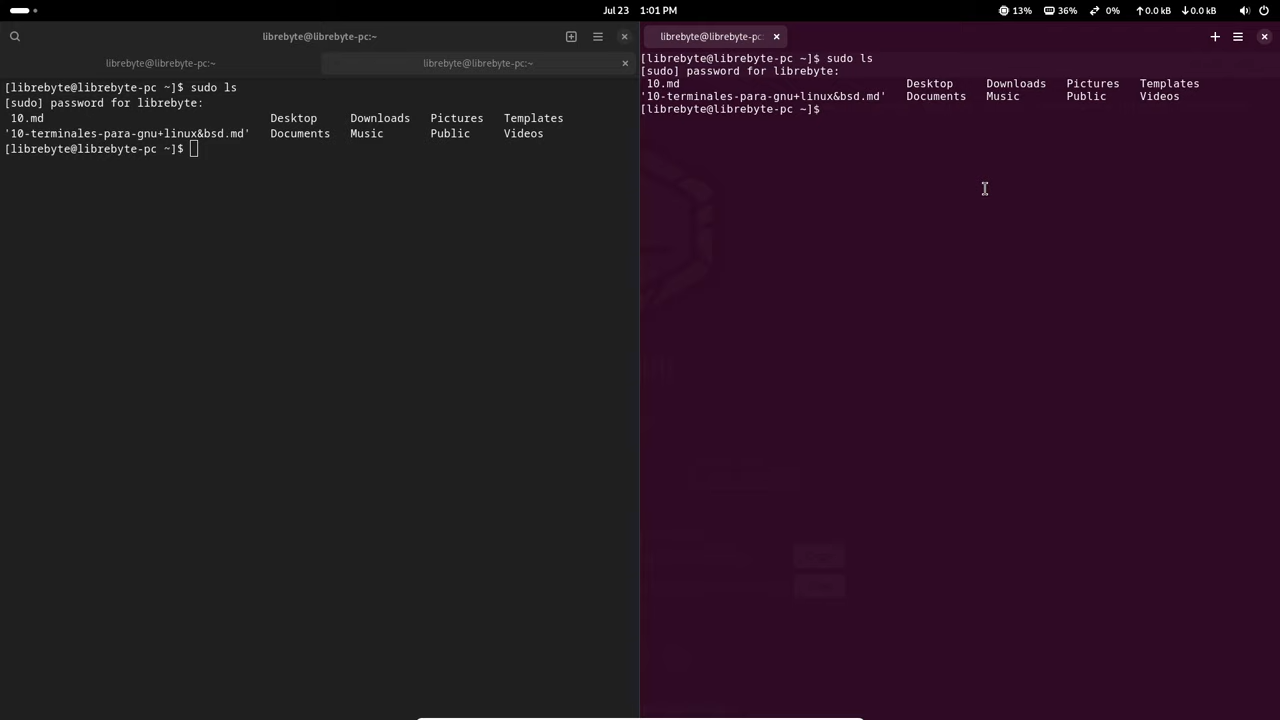 Jul 23 1:01 PM
13% 36% 0% ↑0.0 kB ↓0.0 kB
librebyte@librebyte-pc:~
librebyte@librebyte-pc:~ librebyte@librebyte-pc:~
[librebyte@librebyte-pc ~]$ sudo ls
[sudo] password for librebyte:
10.md Desktop Downloads Pictures Templates
'10-terminales-para-gnu+linux&bsd.md' Documents Music Public Videos
[librebyte@librebyte-pc ~]$
librebyte@librebyte-pc:
[librebyte@librebyte-pc ~]$ sudo ls
[sudo] password for librebyte:
10.md Desktop Downloads Pictures Templates
'10-terminales-para-gnu+linux&bsd.md' Documents Music Public Videos
[librebyte@librebyte-pc ~]$